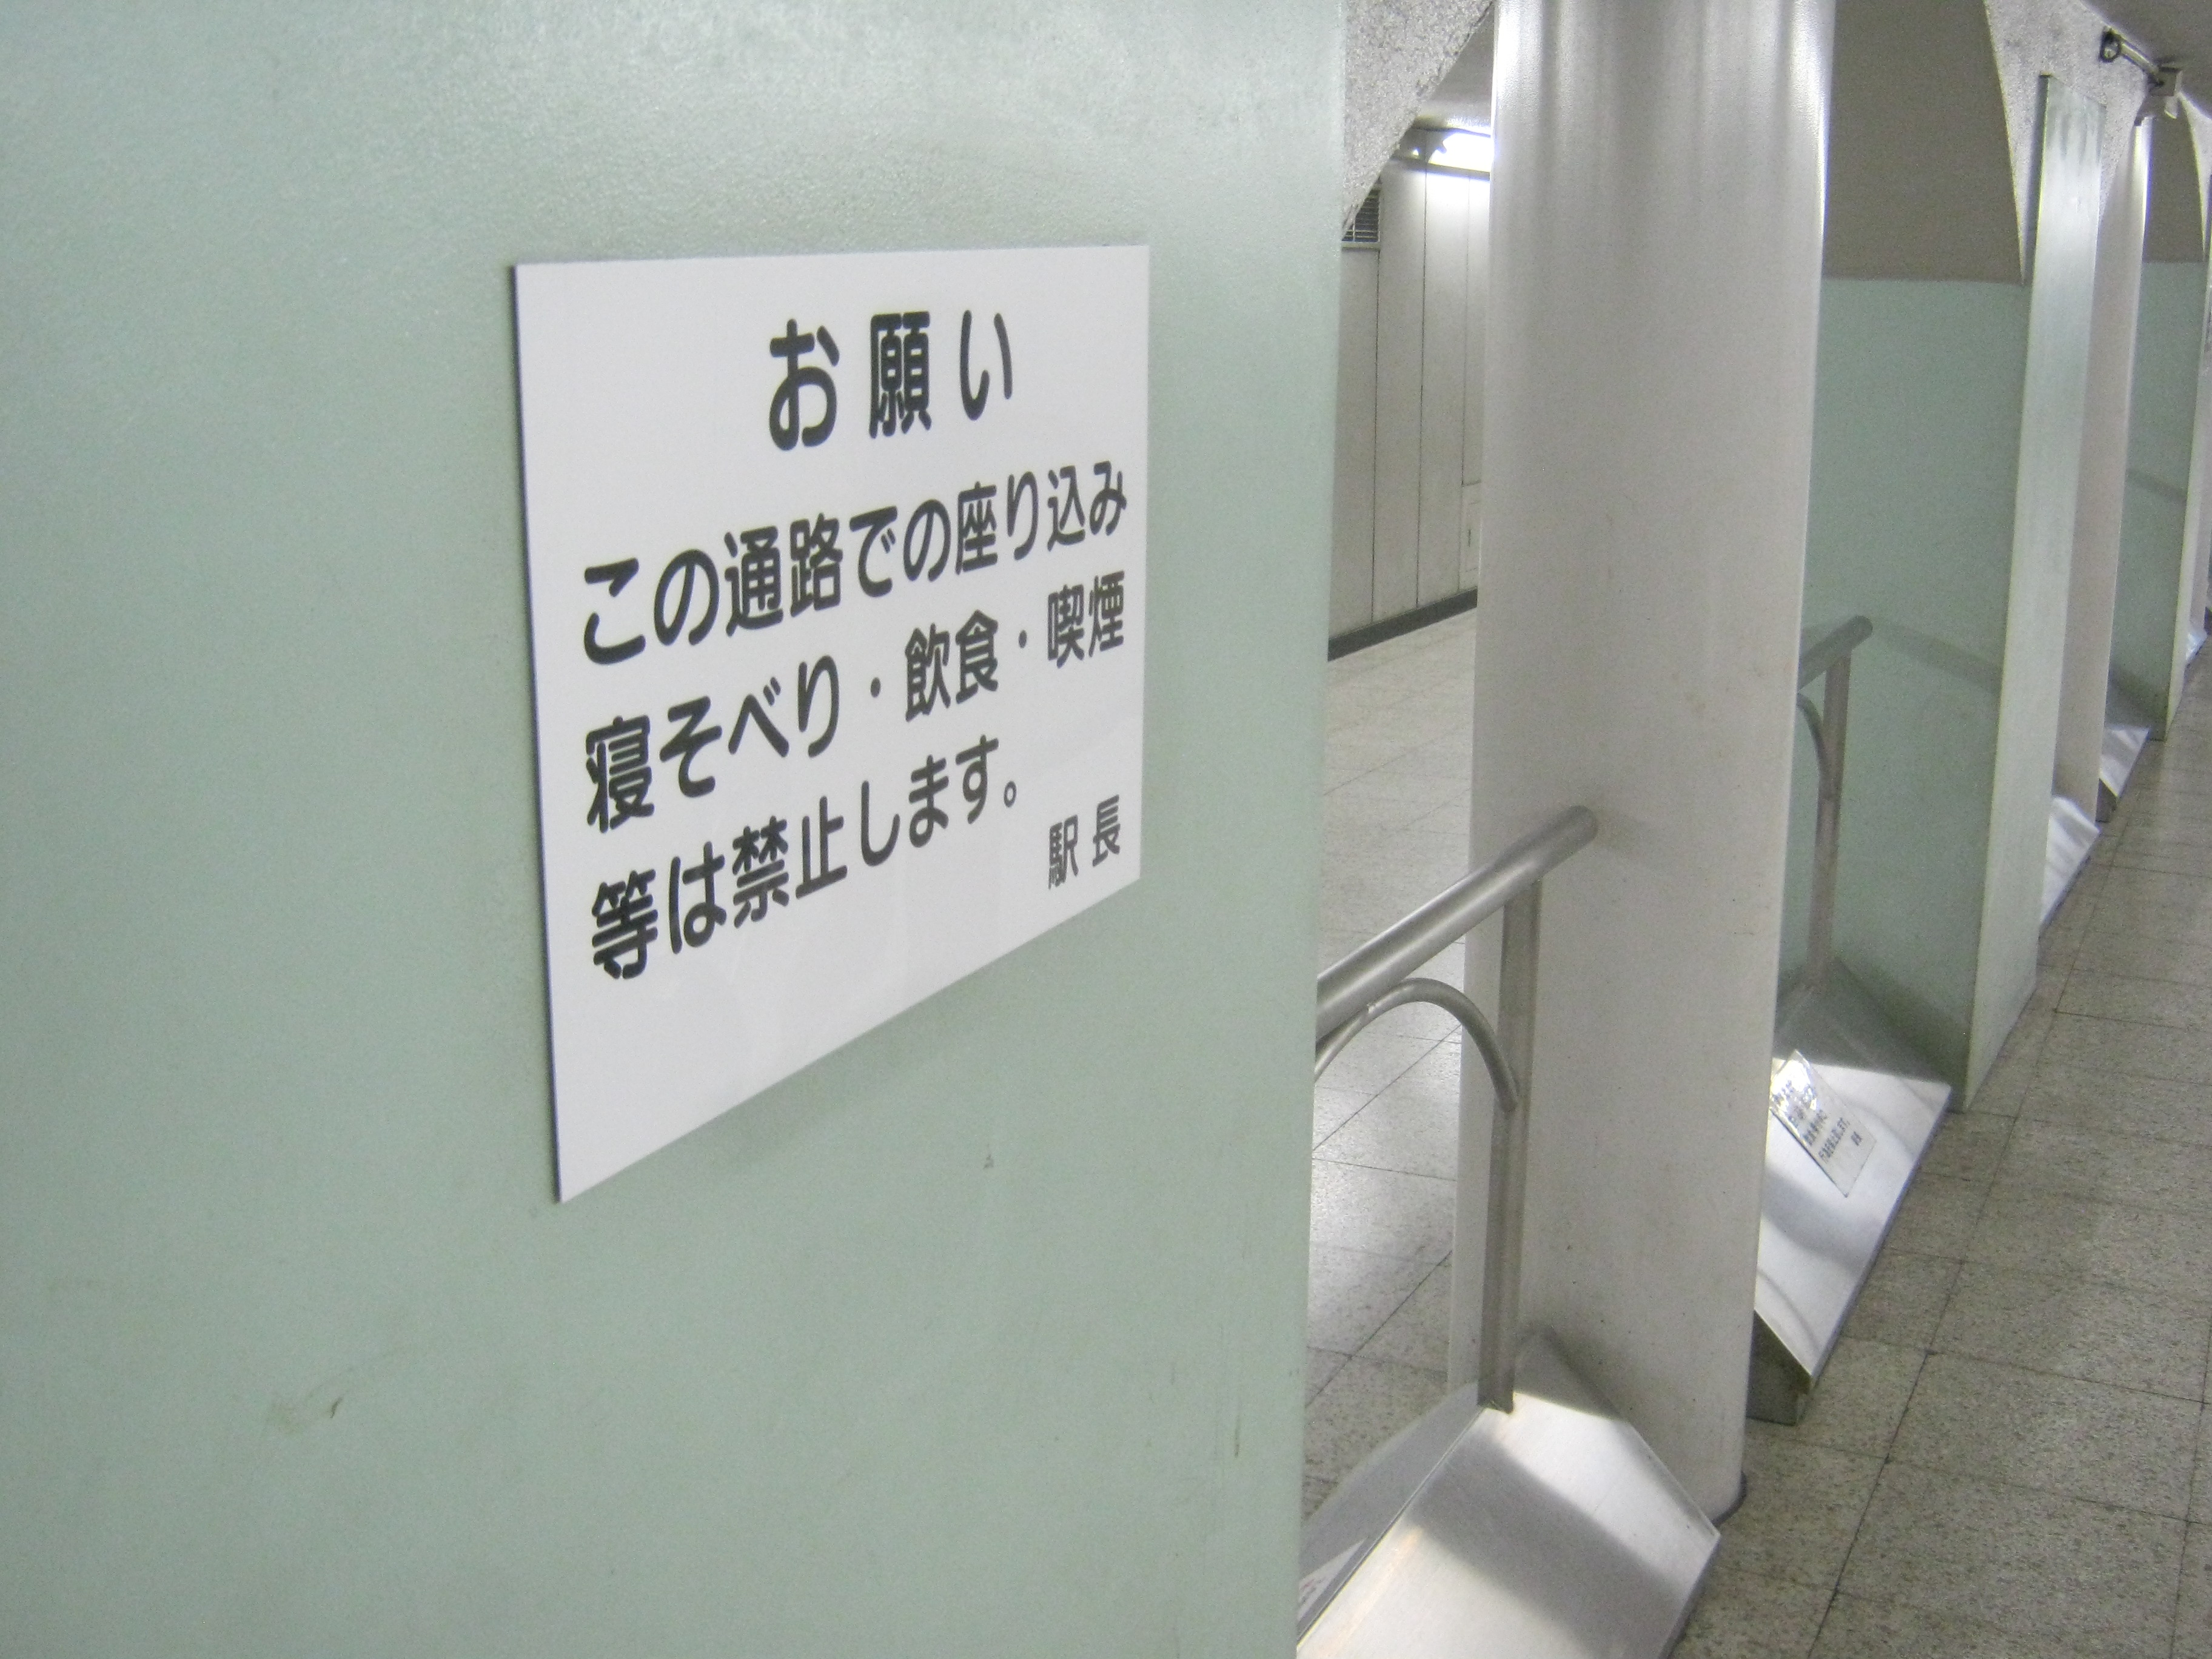 お願い
この通路での座り込み
寝そべり・飲食・喫煙
等は禁止します。
駅長